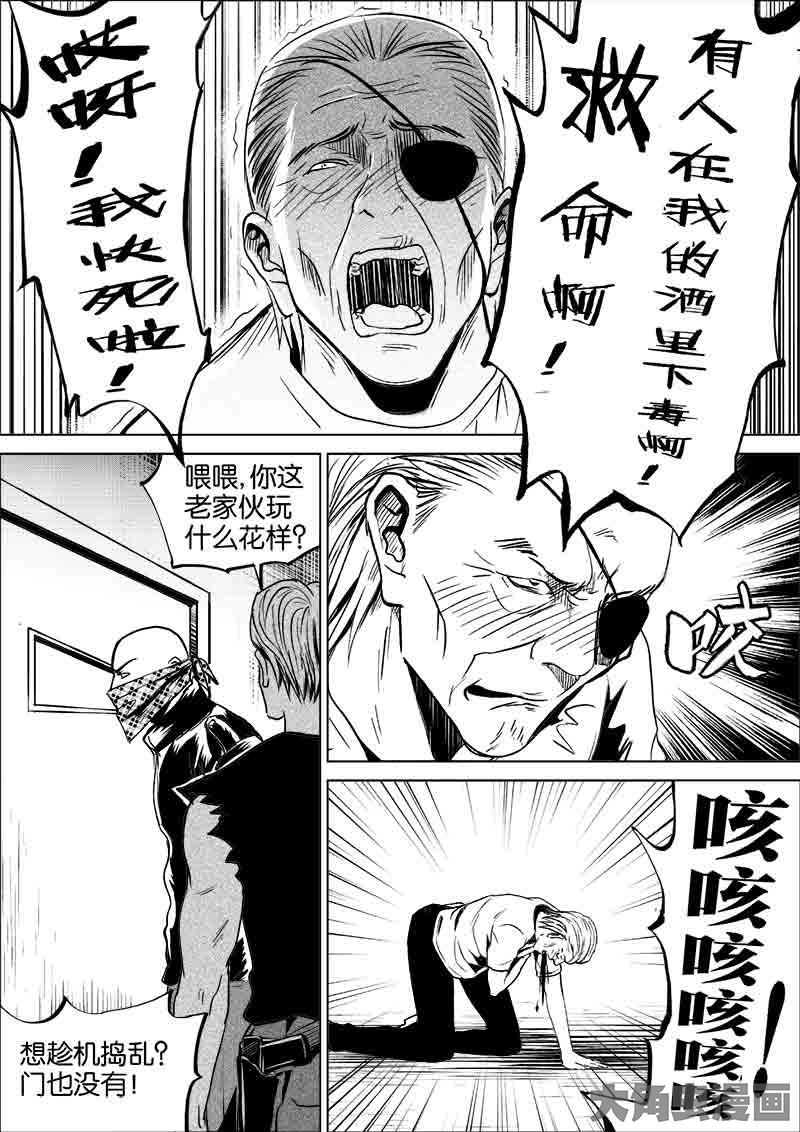 有人在我的酒里下毒啊！
救命啊！
哎呀！
我快死啦！
咳
喂喂,你这
老家伙玩
什么花样？
想趁机捣乱？
门也没有！
咳咳咳咳咳！
大角虫漫画